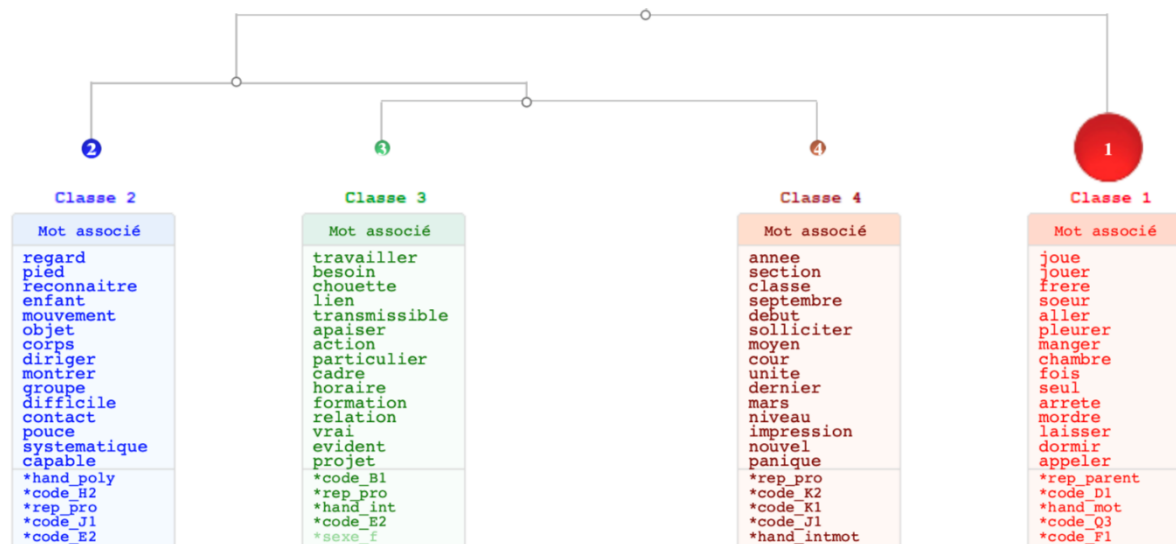 2
3
4
1
Classe 2
Classe 3
Classe 4
Classe 1
Mot associé
regard
pied
reconnaitre
enfant
mouvement
objet
corps
diriger
montrer
groupe
difficile
contact
pouce
systematique
capable
*hand_poly
*code_H2
*rep_pro
*code_J1
*code_E2
Mot associé
travailler
besoin
chouette
lien
transmissible
apaiser
action
particulier
cadre
horaire
formation
relation
vrai
evident
projet
*code_B1
*rep_pro
*hand_int
*code_E2
*sexe_f
Mot associé
annee
section
classe
septembre
debut
solliciter
moyen
cour
unite
dernier
mars
niveau
impression
nouvel
panique
*rep_pro
*code_K2
*code_K1
*code_J1
*hand_intmot
Mot associé
joue
jouer
frere
soeur
aller
pleurer
manger
chambre
fois
seul
arrete
mordre
laisser
dormir
appeler
*rep_parent
*code_D1
*hand_mot
*code_Q3
*code_F1